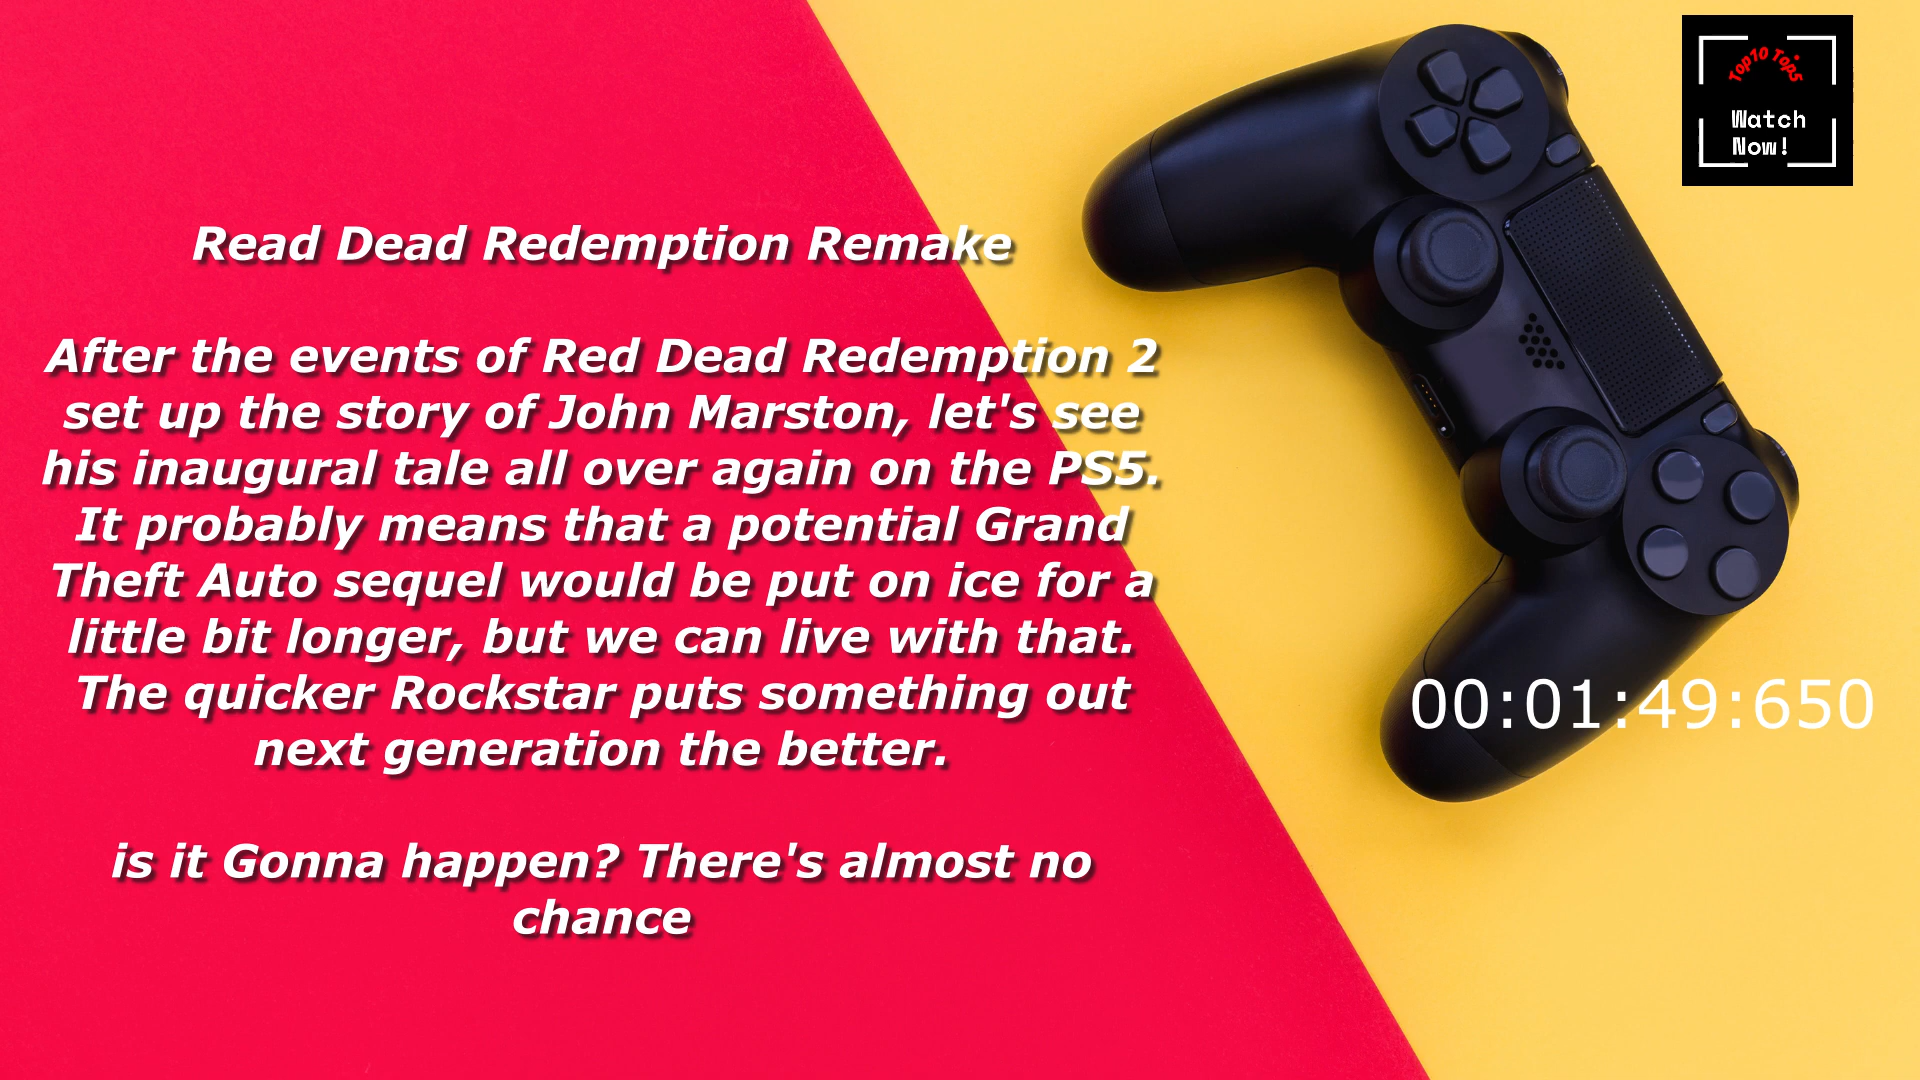 Top10 Top5
Watch
Now!
Read Dead Redemption Remake
After the events of Red Dead Redemption 2
set up the story of John Marston, let's see
his inaugural tale all over again on the PS5.
It probably means that a potential Grand
Theft Auto sequel would be put on ice for a
little bit longer, but we can live with that.
The quicker Rockstar puts something out
next generation the better.
is it Gonna happen? There's almost no
chance
00:01:49:650